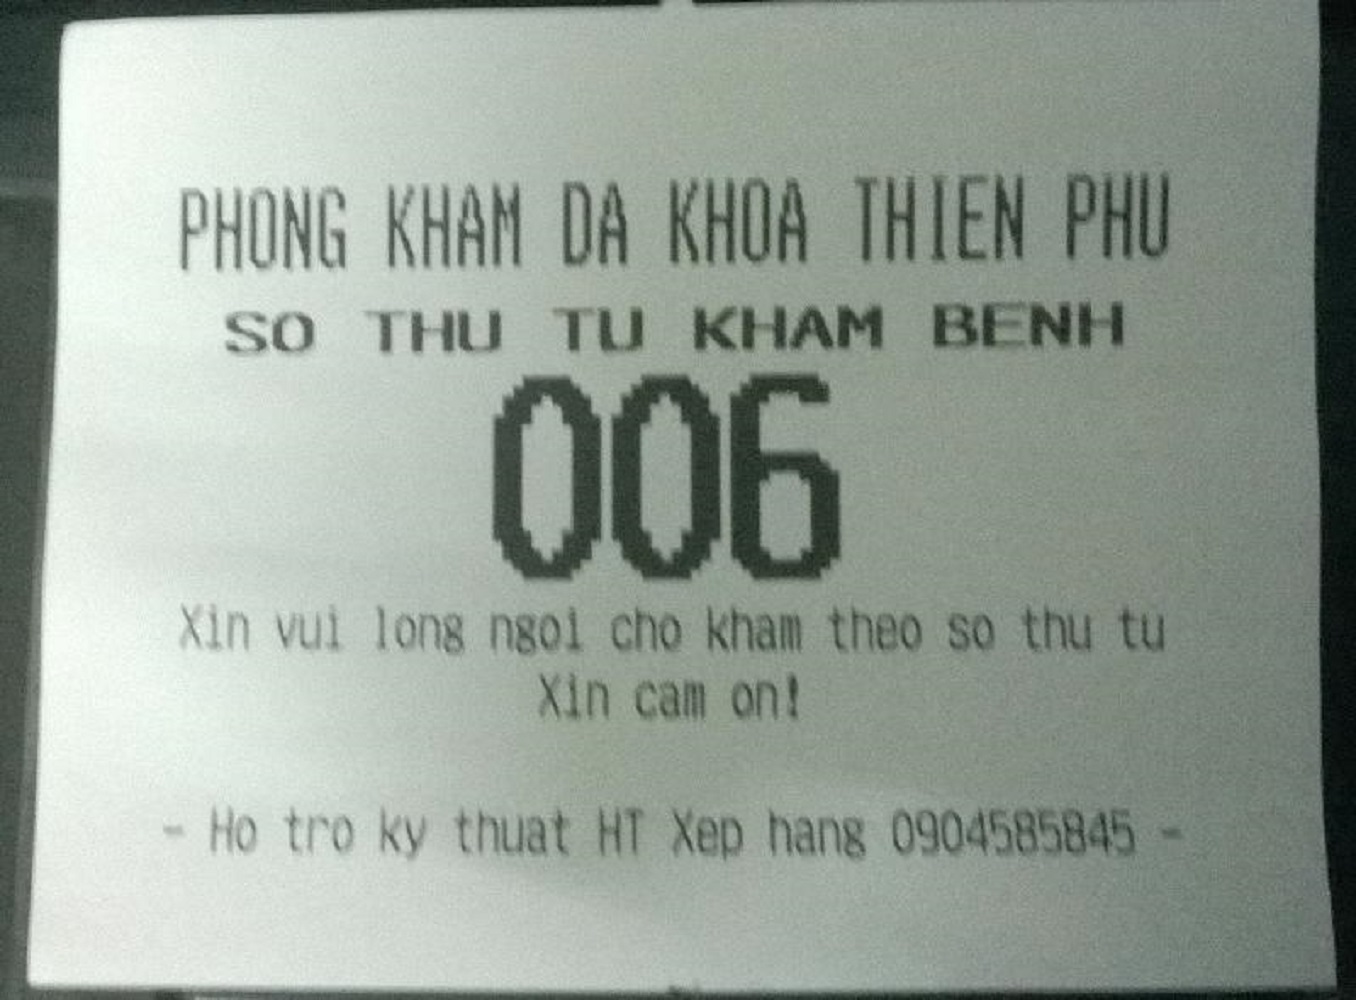 PHONG KHAM DA KHOA THIEN PHU
SO THU TU KHAM BENH
006
Xin vui long ngoi cho kham theo so thu tu
Xin cam on!
- Ho tro ky thuat HT Xep hang 0904585845 -